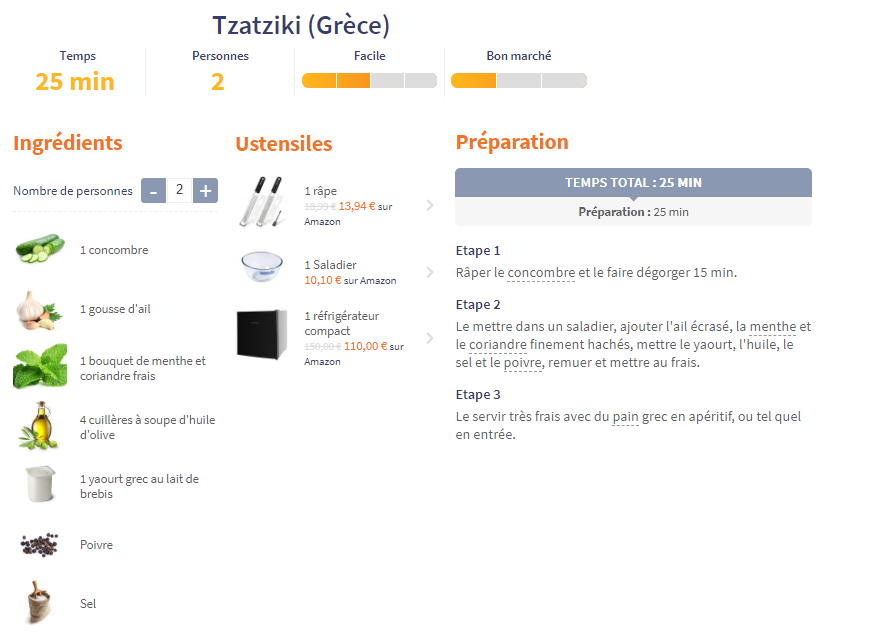 Tzatziki (Grèce)
Temps
25 min
Personnes
2
Facile
Bon marché
Ingrédients
Nombre de personnes - 2 +
1 concombre
1 gousse d'ail
1 bouquet de menthe et
coriandre frais
4 cuillères à soupe d'huile
d'olive
1 yaourt grec au lait de
brebis
Poivre
Sel
Ustensiles
1 râpe
18,99 € 13,94 € sur
Amazon
1 Saladier
10,10 € sur Amazon
1 réfrigérateur
compact
150,00 € 110,00 € sur
Amazon
Préparation
TEMPS TOTAL : 25 MIN
Préparation : 25 min
Etape 1
Râper le concombre et le faire dégorger 15 min.
Etape 2
Le mettre dans un saladier, ajouter l'ail écrasé, la menthe et
le coriandre finement hachés, mettre le yaourt, l'huile, le
sel et le poivre, remuer et mettre au frais.
Etape 3
Le servir très frais avec du pain grec en apéritif, ou tel quel
en entrée.